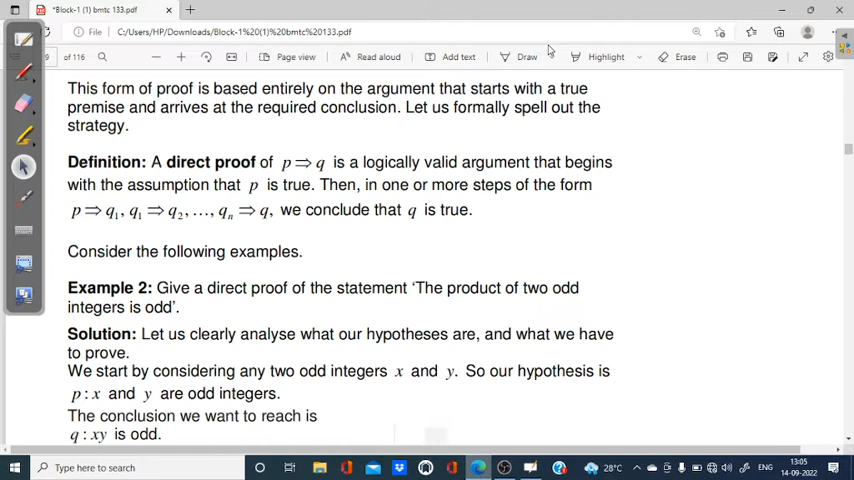 *Block-1 (1) bmtc 133.pdf
File
C:/Users/HP/Downloads/Block-1%20(1)%20bmtc%20133.pdf
9 of 116
Page view
Read aloud
Add text
Draw
Highlight
Erase
This form of proof is based entirely on the argument that starts with a true
premise and arrives at the required conclusion. Let us formally spell out the
strategy.
Definition: A direct proof of p ⇒ q is a logically valid argument that begins
with the assumption that p is true. Then, in one or more steps of the form
p ⇒ q₁, q₁ ⇒ q₂, ..., qₙ ⇒ q, we conclude that q is true.
Consider the following examples.
Example 2: Give a direct proof of the statement ‘The product of two odd
integers is odd’.
Solution: Let us clearly analyse what our hypotheses are, and what we have
to prove.
We start by considering any two odd integers x and y. So our hypothesis is
p : x and y are odd integers.
The conclusion we want to reach is
q : xy is odd.
Type here to search
28°C
ENG
13:05
14-09-2022